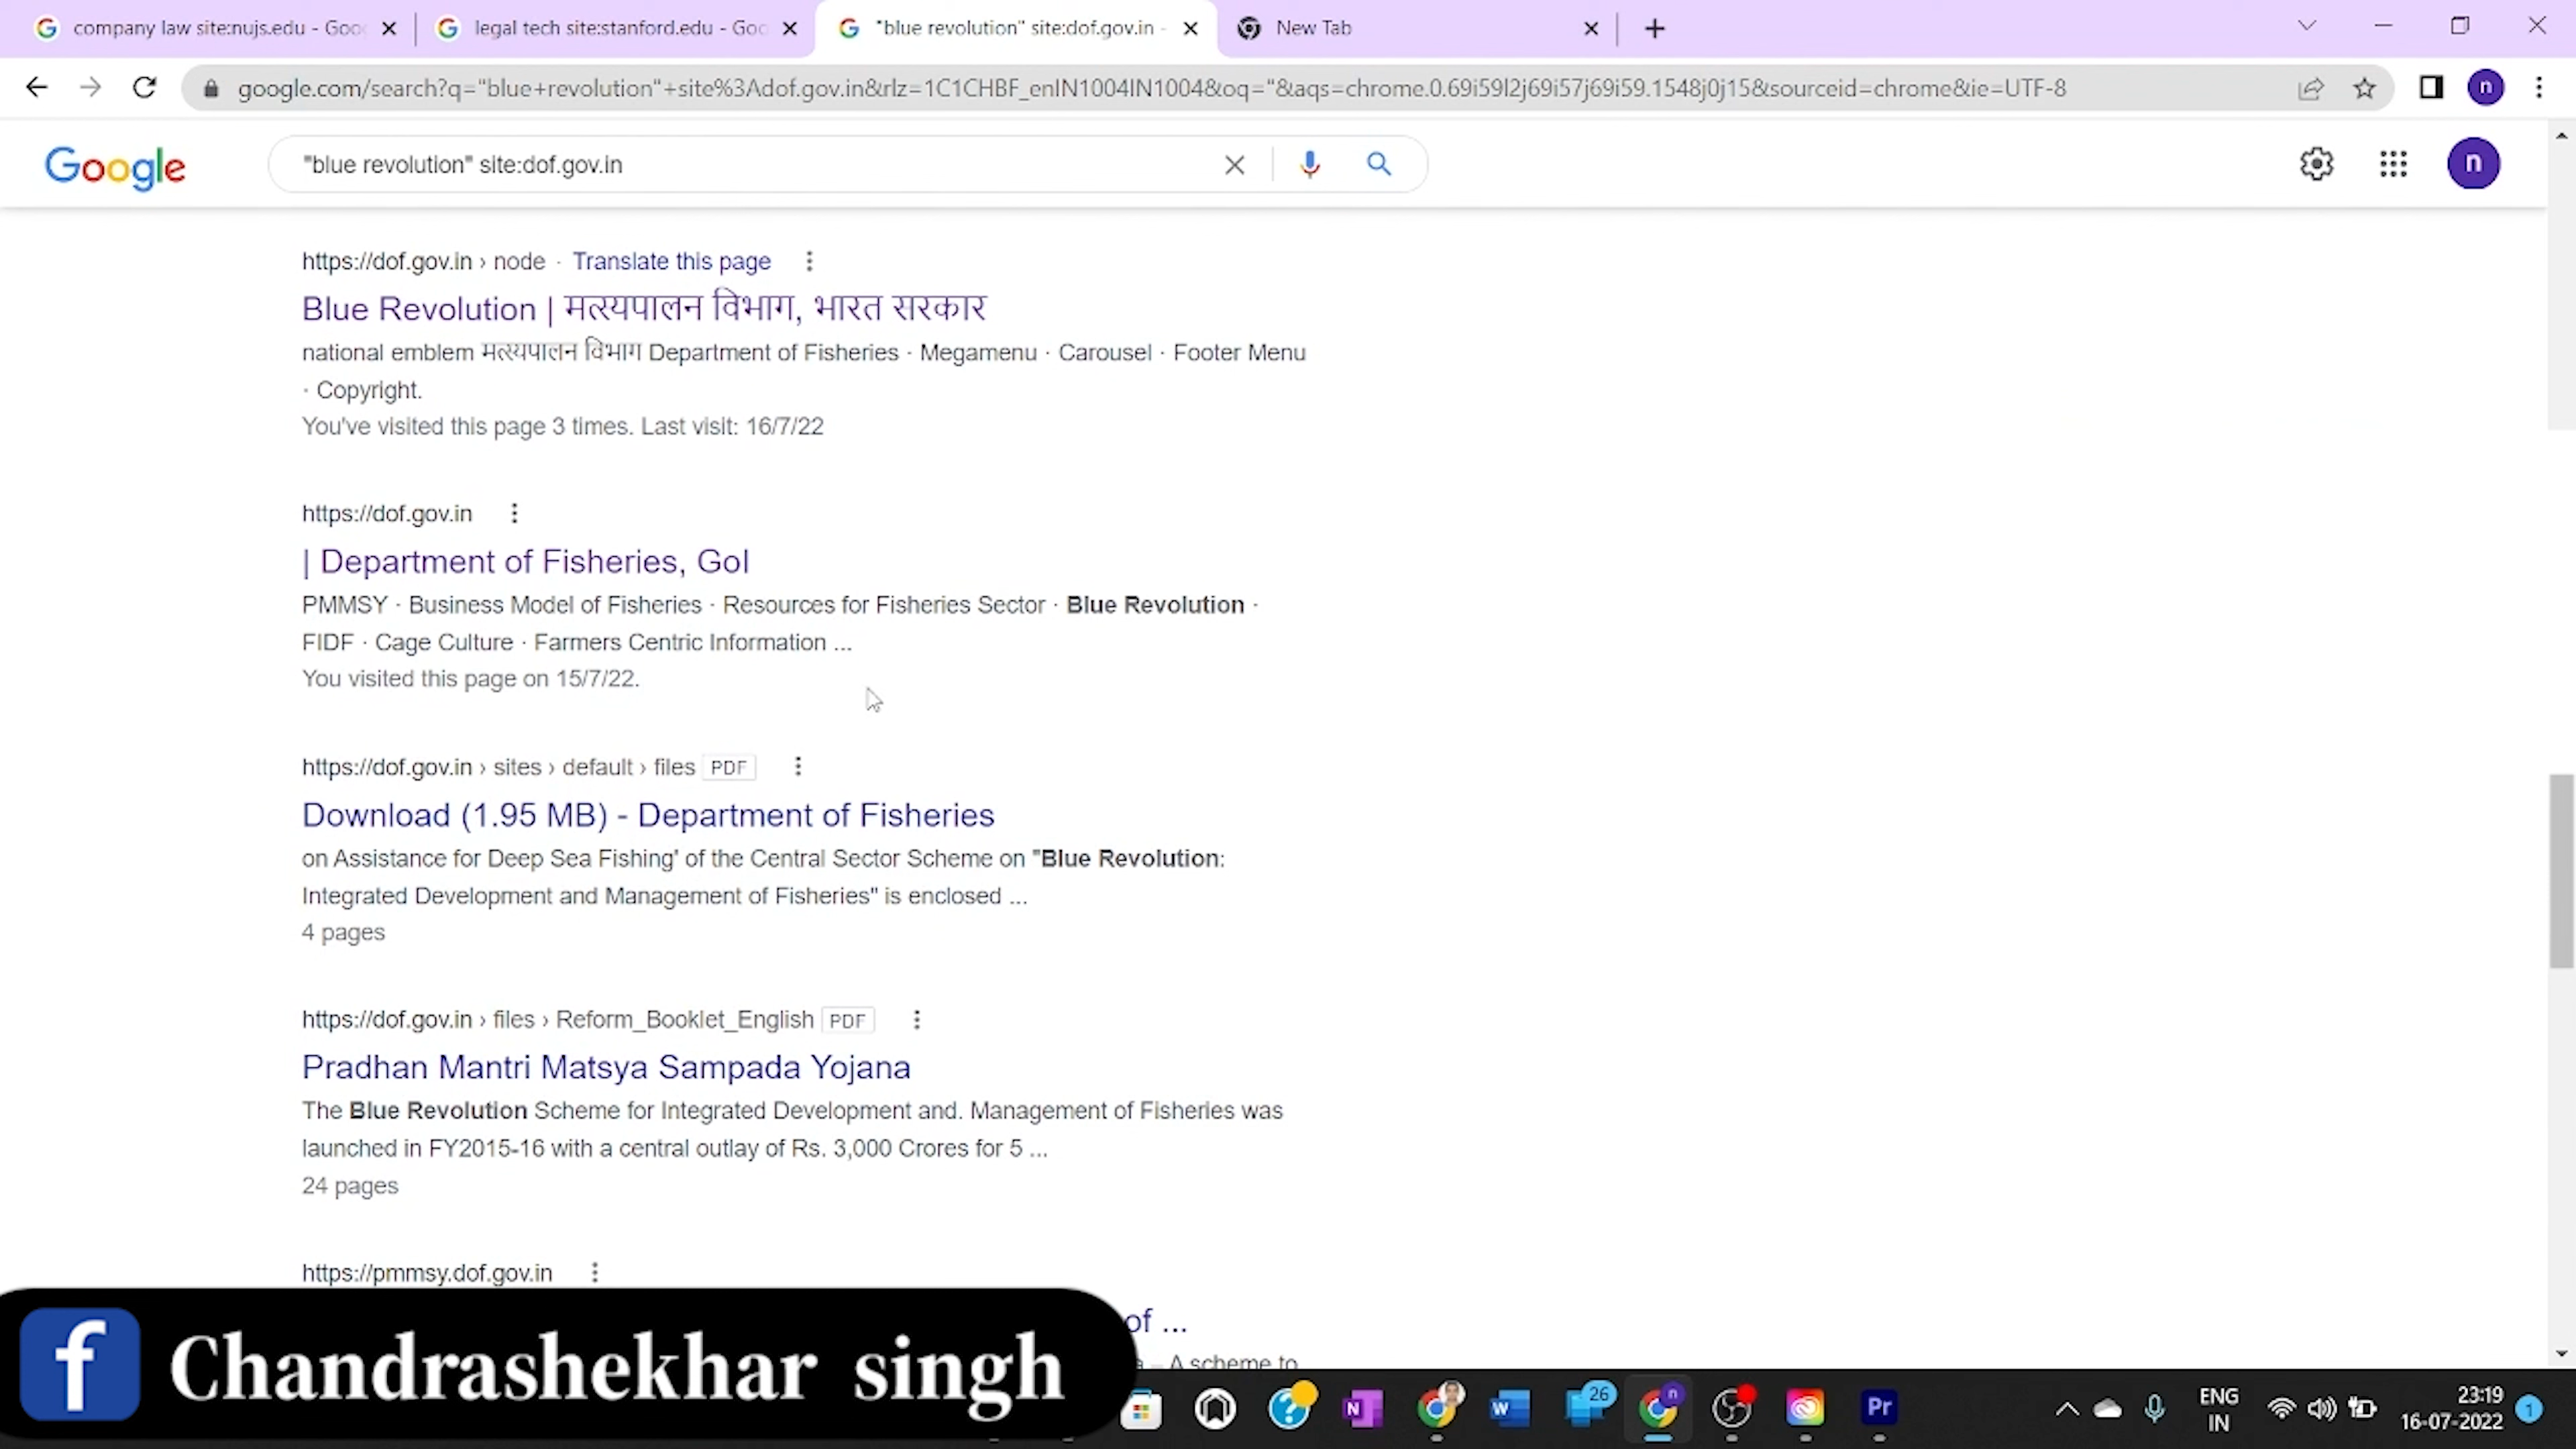 company law site:nujs.edu - Goo
legal tech site:stanford.edu - Goo
"blue revolution" site:dof.gov.in -
New Tab
google.com/search?q="blue+revolution"+site%3Adof.gov.in&rlz=1C1CHBF_enIN1004IN1004&oq="&aqs=chrome.0.69i59l2j69i57j69i59.1548j0j15&sourceid=chrome&ie=UTF-8
n
Google
"blue revolution" site:dof.gov.in
n
https://dof.gov.in › node · Translate this page
Blue Revolution | मत्स्यपालन विभाग, भारत सरकार
national emblem मत्स्यपालन विभाग Department of Fisheries · Megamenu · Carousel · Footer Menu
· Copyright.
You've visited this page 3 times. Last visit: 16/7/22
https://dof.gov.in
| Department of Fisheries, GoI
PMMSY · Business Model of Fisheries · Resources for Fisheries Sector · Blue Revolution ·
FIDF · Cage Culture · Farmers Centric Information ...
You visited this page on 15/7/22.
https://dof.gov.in › sites › default › files PDF
Download (1.95 MB) - Department of Fisheries
on Assistance for Deep Sea Fishing' of the Central Sector Scheme on "Blue Revolution:
Integrated Development and Management of Fisheries" is enclosed ...
4 pages
https://dof.gov.in › files › Reform_Booklet_English PDF
Pradhan Mantri Matsya Sampada Yojana
The Blue Revolution Scheme for Integrated Development and. Management of Fisheries was
launched in FY2015-16 with a central outlay of Rs. 3,000 Crores for 5 ...
24 pages
https://pmmsy.dof.gov.in
of ...
– A scheme to
f Chandrashekhar singh
N
W
26
n
Pr
ENG
IN
23:19
16-07-2022
1